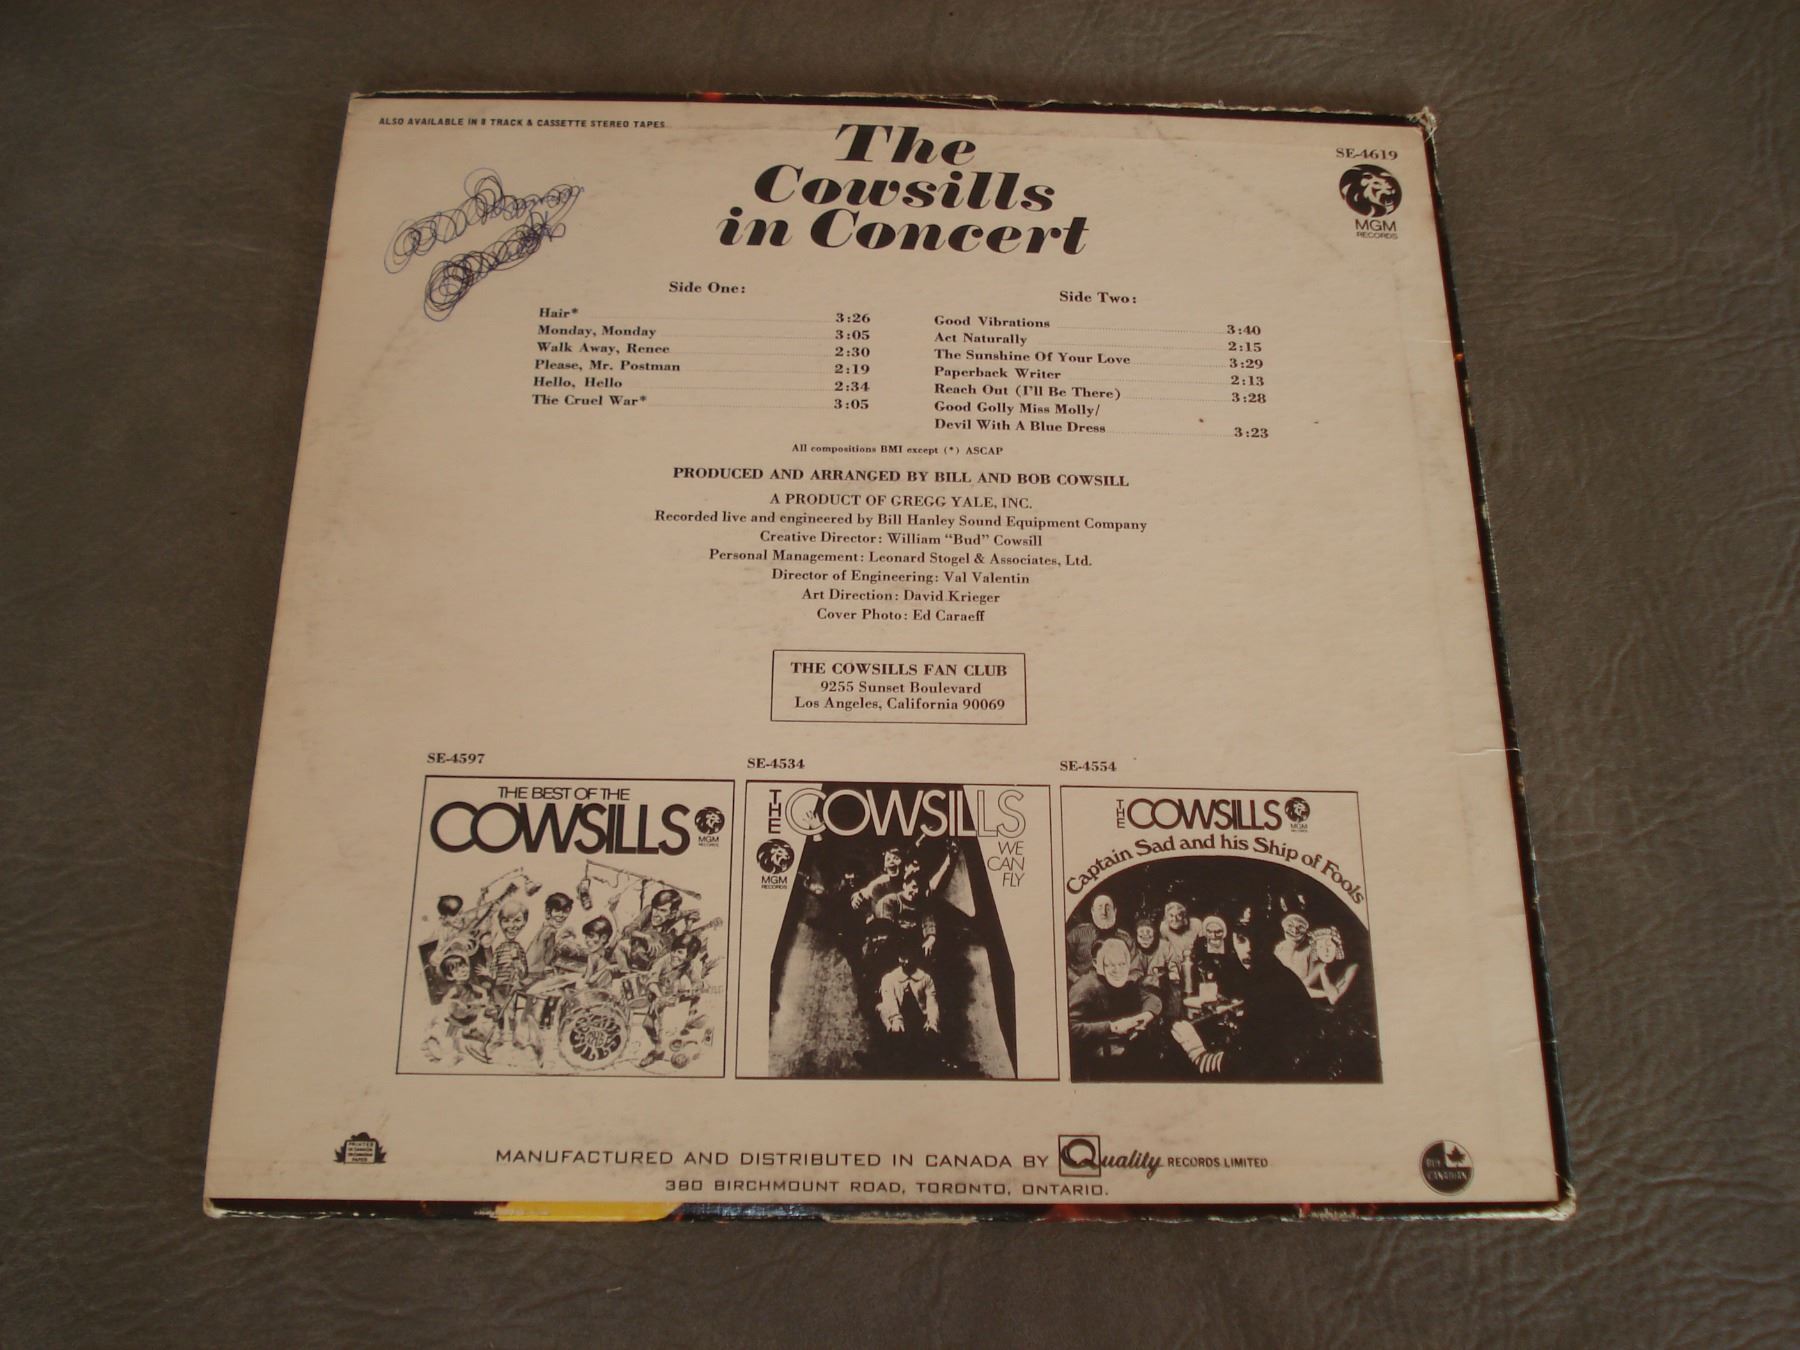 ALSO AVAILABLE IN 8 TRACK & CASSETTE STEREO TAPES
The
Cowsills
in Concert
SE-4619
MGM
RECORDS
Side One:
Hair* 3:26
Monday, Monday 3:05
Walk Away, Renee 2:30
Please, Mr. Postman 2:19
Hello, Hello 2:34
The Cruel War* 3:05
Side Two:
Good Vibrations 3:40
Act Naturally 2:15
The Sunshine Of Your Love 3:29
Paperback Writer 2:13
Reach Out (I'll Be There) 3:28
Good Golly Miss Molly/
Devil With A Blue Dress 3:23
All compositions BMI except (*) ASCAP
PRODUCED AND ARRANGED BY BILL AND BOB COWSILL
A PRODUCT OF GREGG YALE, INC.
Recorded live and engineered by Bill Hanley Sound Equipment Company
Creative Director: William "Bud" Cowsill
Personal Management: Leonard Stogel & Associates, Ltd.
Director of Engineering: Val Valentin
Art Direction: David Krieger
Cover Photo: Ed Caraeff
THE COWSILLS FAN CLUB
9255 Sunset Boulevard
Los Angeles, California 90069
SE-4597
THE BEST OF THE
COWSILLS
MGM
RECORDS
SE-4534
THE COWSILLS
WE
CAN
FLY
MGM
RECORDS
SE-4554
THE COWSILLS
MGM
RECORDS
Captain Sad and his Ship of Fools
PRINTED
IN CANADA
ON CANADIAN
PAPER
MANUFACTURED AND DISTRIBUTED IN CANADA BY Quality RECORDS LIMITED
380 BIRCHMOUNT ROAD, TORONTO, ONTARIO.
BUY
CANADIAN